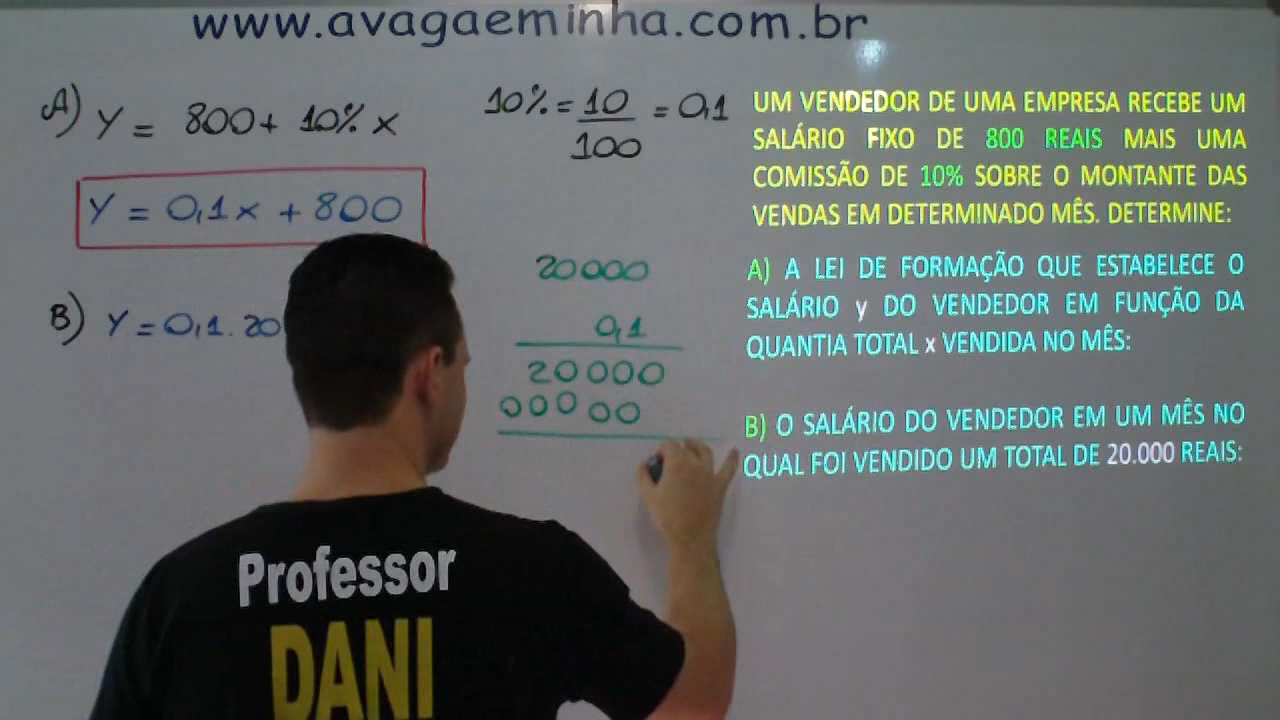 www.avagaeminha.com.br
A) Y = 800 + 10% x
10% = 10 = 0,1
100
Y = 0,1x + 800
B) Y = 0,1 . 20
20000
0,1
20000
00000
UM VENDEDOR DE UMA EMPRESA RECEBE UM
SALÁRIO FIXO DE 800 REAIS MAIS UMA
COMISSÃO DE 10% SOBRE O MONTANTE DAS
VENDAS EM DETERMINADO MÊS. DETERMINE:
A) A LEI DE FORMAÇÃO QUE ESTABELECE O
SALÁRIO y DO VENDEDOR EM FUNÇÃO DA
QUANTIA TOTAL x VENDIDA NO MÊS:
B) O SALÁRIO DO VENDEDOR EM UM MÊS NO
QUAL FOI VENDIDO UM TOTAL DE 20.000 REAIS:
Professor
DANI